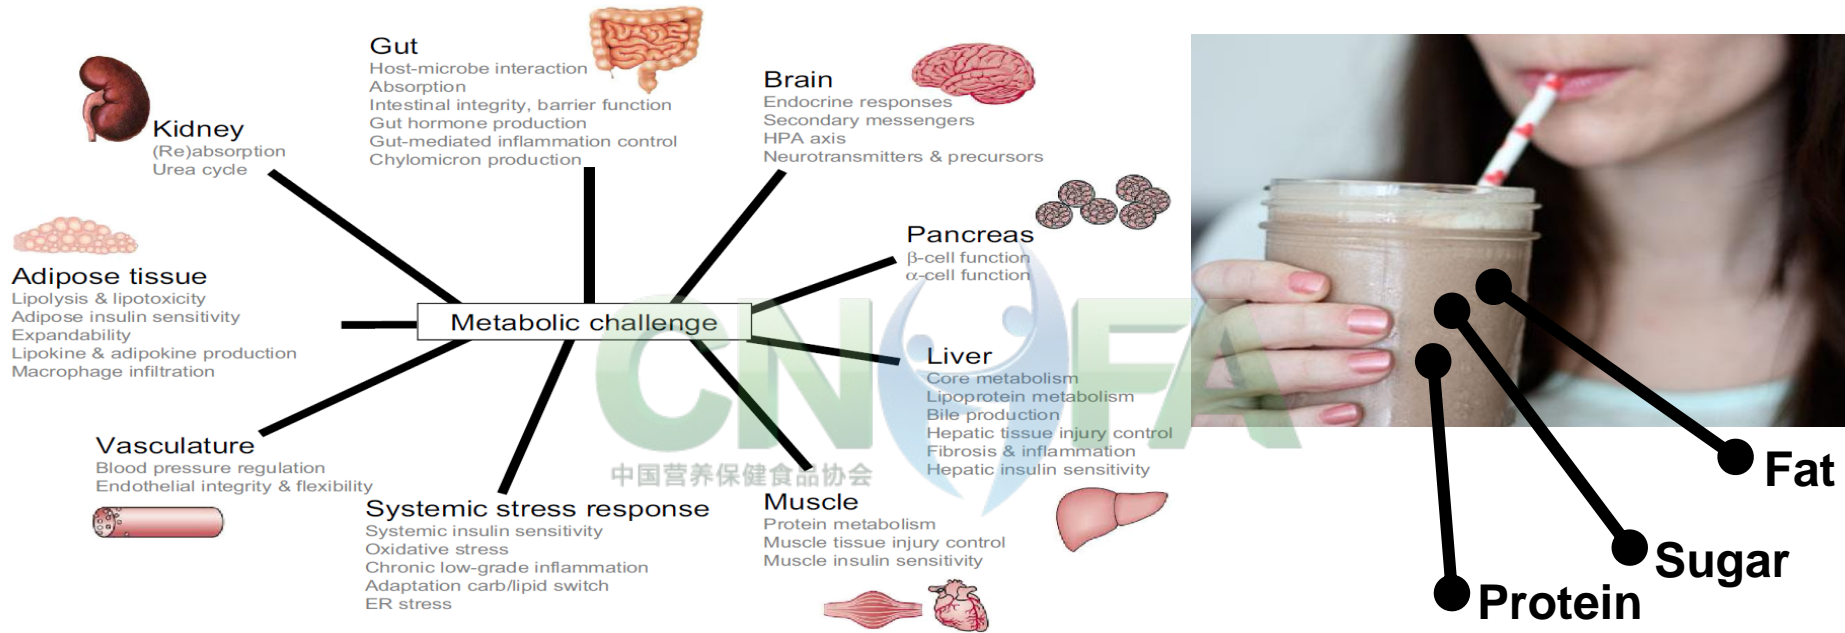 Gut
Host-microbe interaction
Absorption
Intestinal integrity, barrier function
Gut hormone production
Gut-mediated inflammation control
Chylomicron production
Brain
Endocrine responses
Secondary messengers
HPA axis
Neurotransmitters & precursors
Kidney
(Re)absorption
Urea cycle
Pancreas
β-cell function
α-cell function
Adipose tissue
Lipolysis & lipotoxicity
Adipose insulin sensitivity
Expandability
Lipokine & adipokine production
Macrophage infiltration
Metabolic challenge
Liver
Core metabolism
Lipoprotein metabolism
Bile production
Hepatic tissue injury control
Fibrosis & inflammation
Hepatic insulin sensitivity
Vasculature
Blood pressure regulation
Endothelial integrity & flexibility
Systemic stress response
Systemic insulin sensitivity
Oxidative stress
Chronic low-grade inflammation
Adaptation carb/lipid switch
ER stress
Muscle
Protein metabolism
Muscle tissue injury control
Muscle insulin sensitivity
CNHFA
中国营养保健食品协会
Fat
Sugar
Protein